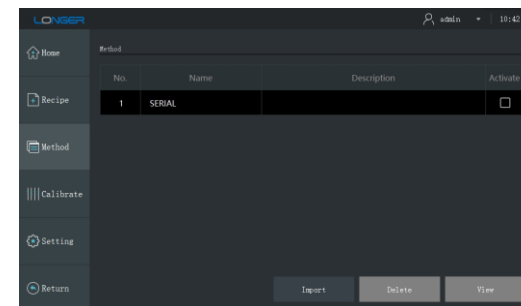 LONGER admin 10:42
Home
Method
No. Name Description Activate
1 SERIAL
Recipe
Method
Calibrate
Setting
Return
Import Delete View